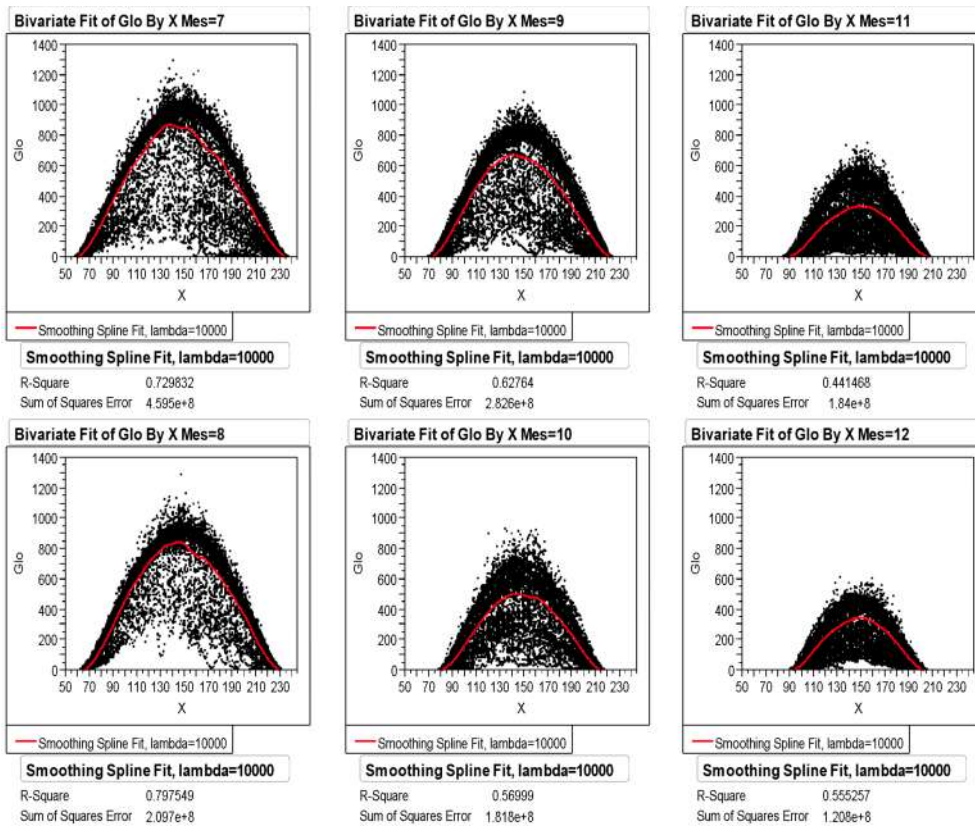 Bivariate Fit of Glo By X Mes=7
1400
1200
1000
800
600
400
200
0
Glo
50 70 90 110 130 150 170 190 210 230
X
Smoothing Spline Fit, lambda=10000
Smoothing Spline Fit, lambda=10000
R-Square 0.729832
Sum of Squares Error 4.595e+8
Bivariate Fit of Glo By X Mes=9
1400
1200
1000
800
600
400
200
0
Glo
50 70 90 110 130 150 170 190 210 230
X
Smoothing Spline Fit, lambda=10000
Smoothing Spline Fit, lambda=10000
R-Square 0.62764
Sum of Squares Error 2.826e+8
Bivariate Fit of Glo By X Mes=11
1400
1200
1000
800
600
400
200
0
Glo
50 70 90 110 130 150 170 190 210 230
X
Smoothing Spline Fit, lambda=10000
Smoothing Spline Fit, lambda=10000
R-Square 0.441468
Sum of Squares Error 1.84e+8
Bivariate Fit of Glo By X Mes=8
1400
1200
1000
800
600
400
200
0
Glo
50 70 90 110 130 150 170 190 210 230
X
Smoothing Spline Fit, lambda=10000
Smoothing Spline Fit, lambda=10000
R-Square 0.797549
Sum of Squares Error 2.097e+8
Bivariate Fit of Glo By X Mes=10
1400
1200
1000
800
600
400
200
0
Glo
50 70 90 110 130 150 170 190 210 230
X
Smoothing Spline Fit, lambda=10000
Smoothing Spline Fit, lambda=10000
R-Square 0.56999
Sum of Squares Error 1.818e+8
Bivariate Fit of Glo By X Mes=12
1400
1200
1000
800
600
400
200
0
Glo
50 70 90 110 130 150 170 190 210 230
X
Smoothing Spline Fit, lambda=10000
Smoothing Spline Fit, lambda=10000
R-Square 0.555257
Sum of Squares Error 1.208e+8